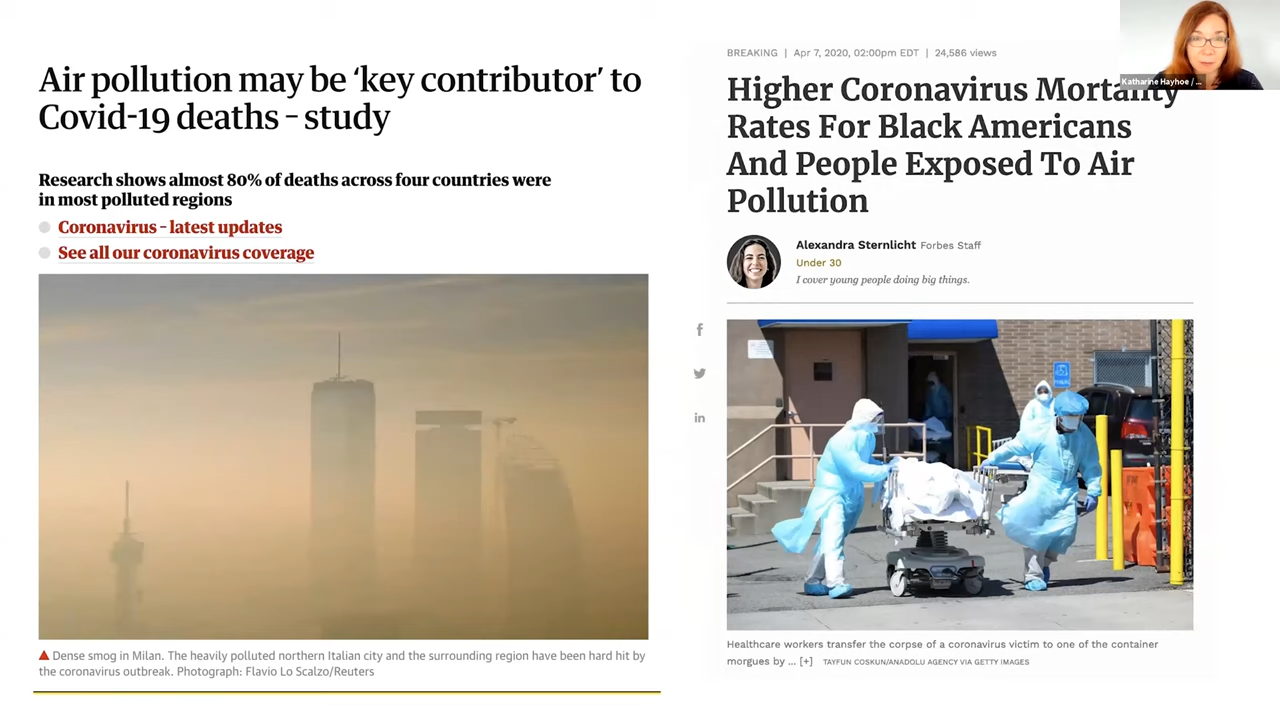 Air pollution may be ‘key contributor’ to
Covid-19 deaths – study
Research shows almost 80% of deaths across four countries were
in most polluted regions
Coronavirus – latest updates
See all our coronavirus coverage
Dense smog in Milan. The heavily polluted northern Italian city and the surrounding region have been hard hit by
the coronavirus outbreak. Photograph: Flavio Lo Scalzo/Reuters
BREAKING | Apr 7, 2020, 02:00pm EDT | 24,586 views
Higher Coronavirus Mortality
Rates For Black Americans
And People Exposed To Air
Pollution
Alexandra Sternlicht Forbes Staff
Under 30
I cover young people doing big things.
Healthcare workers transfer the corpse of a coronavirus victim to one of the container
morgues by ... [+] TAYFUN COSKUN/ANADOLU AGENCY VIA GETTY IMAGES
Katharine Hayhoe / ...